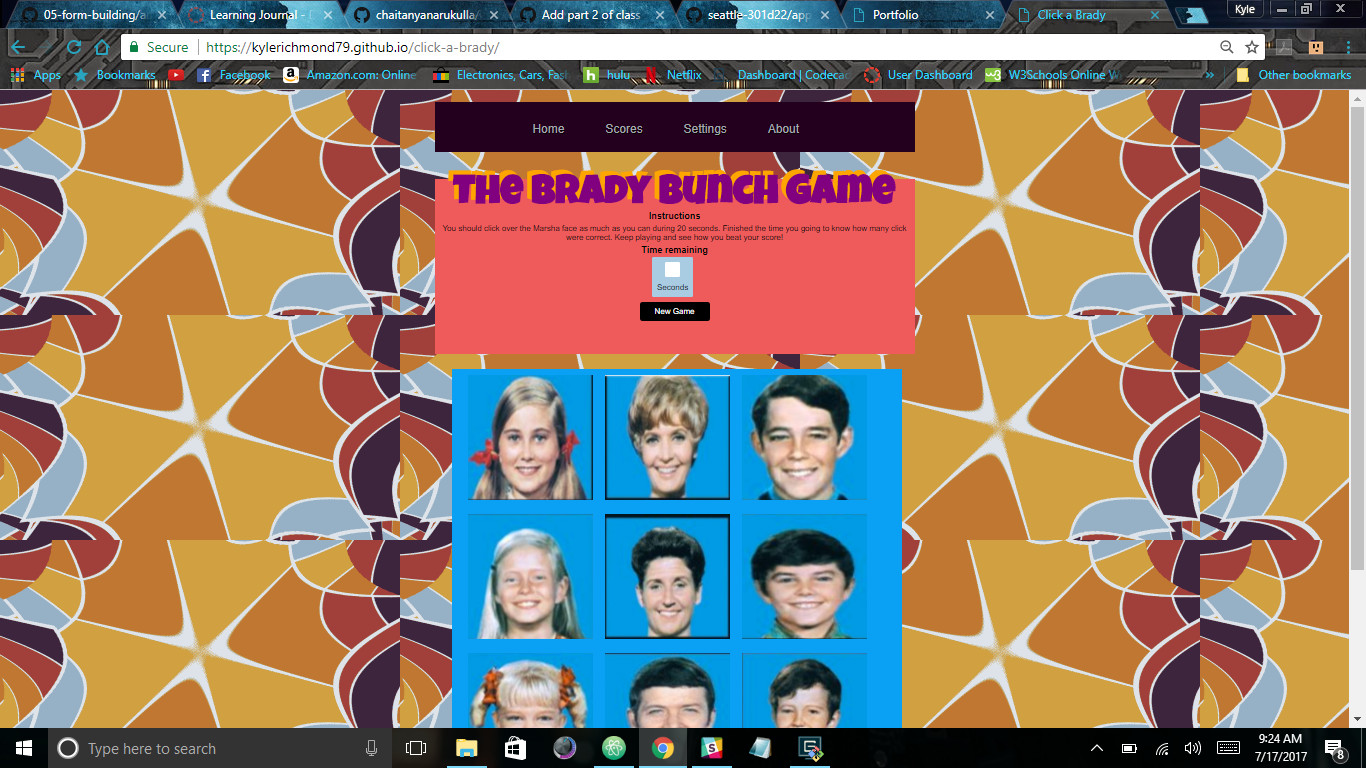 05-form-building/a
Learning Journal - E
chaitanyanarukulla/
Add part 2 of class
seattle-301d22/app
Portfolio
Click a Brady
Kyle
Secure https://kylerichmond79.github.io/click-a-brady/
Apps Bookmarks Facebook Amazon.com: Online Electronics, Cars, Fas hulu Netflix Dashboard | Codeca User Dashboard W3Schools Online W » Other bookmarks
Home Scores Settings About
The Brady Bunch Game
Instructions
You should click over the Marsha face as much as you can during 20 seconds. Finished the time you going to know how many click
were correct. Keep playing and see how you beat your score!
Time remaining
Seconds
New Game
Type here to search
9:24 AM
7/17/2017
8